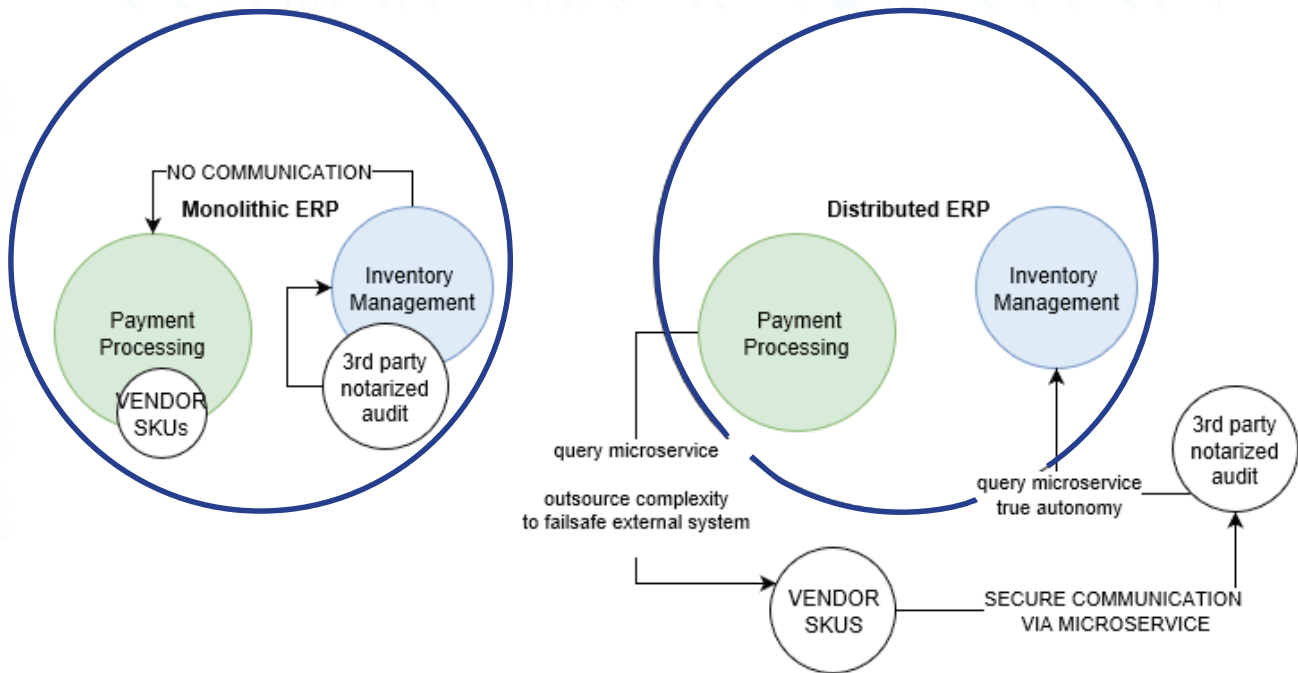 NO COMMUNICATION
Monolithic ERP
Inventory
Management
Payment
Processing
3rd party
notarized
audit
VENDOR
SKUs
Distributed ERP
Payment
Processing
Inventory
Management
query microservice
outsource complexity
to failsafe external system
query microservice
true autonomy
3rd party
notarized
audit
VENDOR
SKUS
SECURE COMMUNICATION
VIA MICROSERVICE